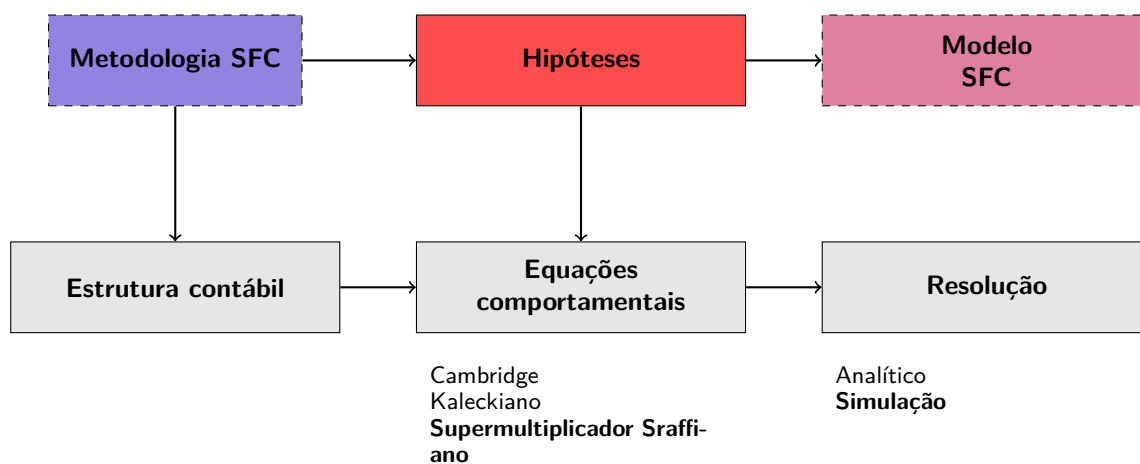 Metodologia SFC
Hipóteses
Modelo
SFC
Estrutura contábil
Equações
comportamentais
Resolução
Cambridge
Kaleckiano
Supermultiplicador Sraffi-
ano
Analítico
Simulação